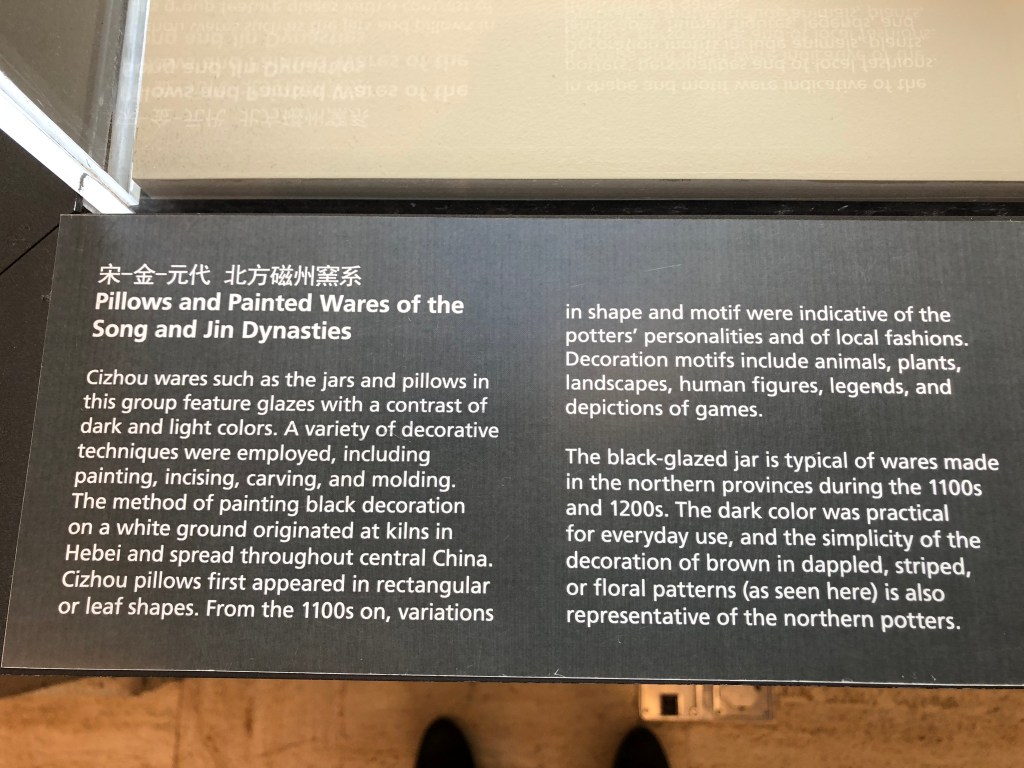 宋-金-元代 北方磁州窯系
Pillows and Painted Wares of the
Song and Jin Dynasties
Cizhou wares such as the jars and pillows in
this group feature glazes with a contrast of
dark and light colors. A variety of decorative
techniques were employed, including
painting, incising, carving, and molding.
The method of painting black decoration
on a white ground originated at kilns in
Hebei and spread throughout central China.
Cizhou pillows first appeared in rectangular
or leaf shapes. From the 1100s on, variations
in shape and motif were indicative of the
potters' personalities and of local fashions.
Decoration motifs include animals, plants,
landscapes, human figures, legends, and
depictions of games.
The black-glazed jar is typical of wares made
in the northern provinces during the 1100s
and 1200s. The dark color was practical
for everyday use, and the simplicity of the
decoration of brown in dappled, striped,
or floral patterns (as seen here) is also
representative of the northern potters.